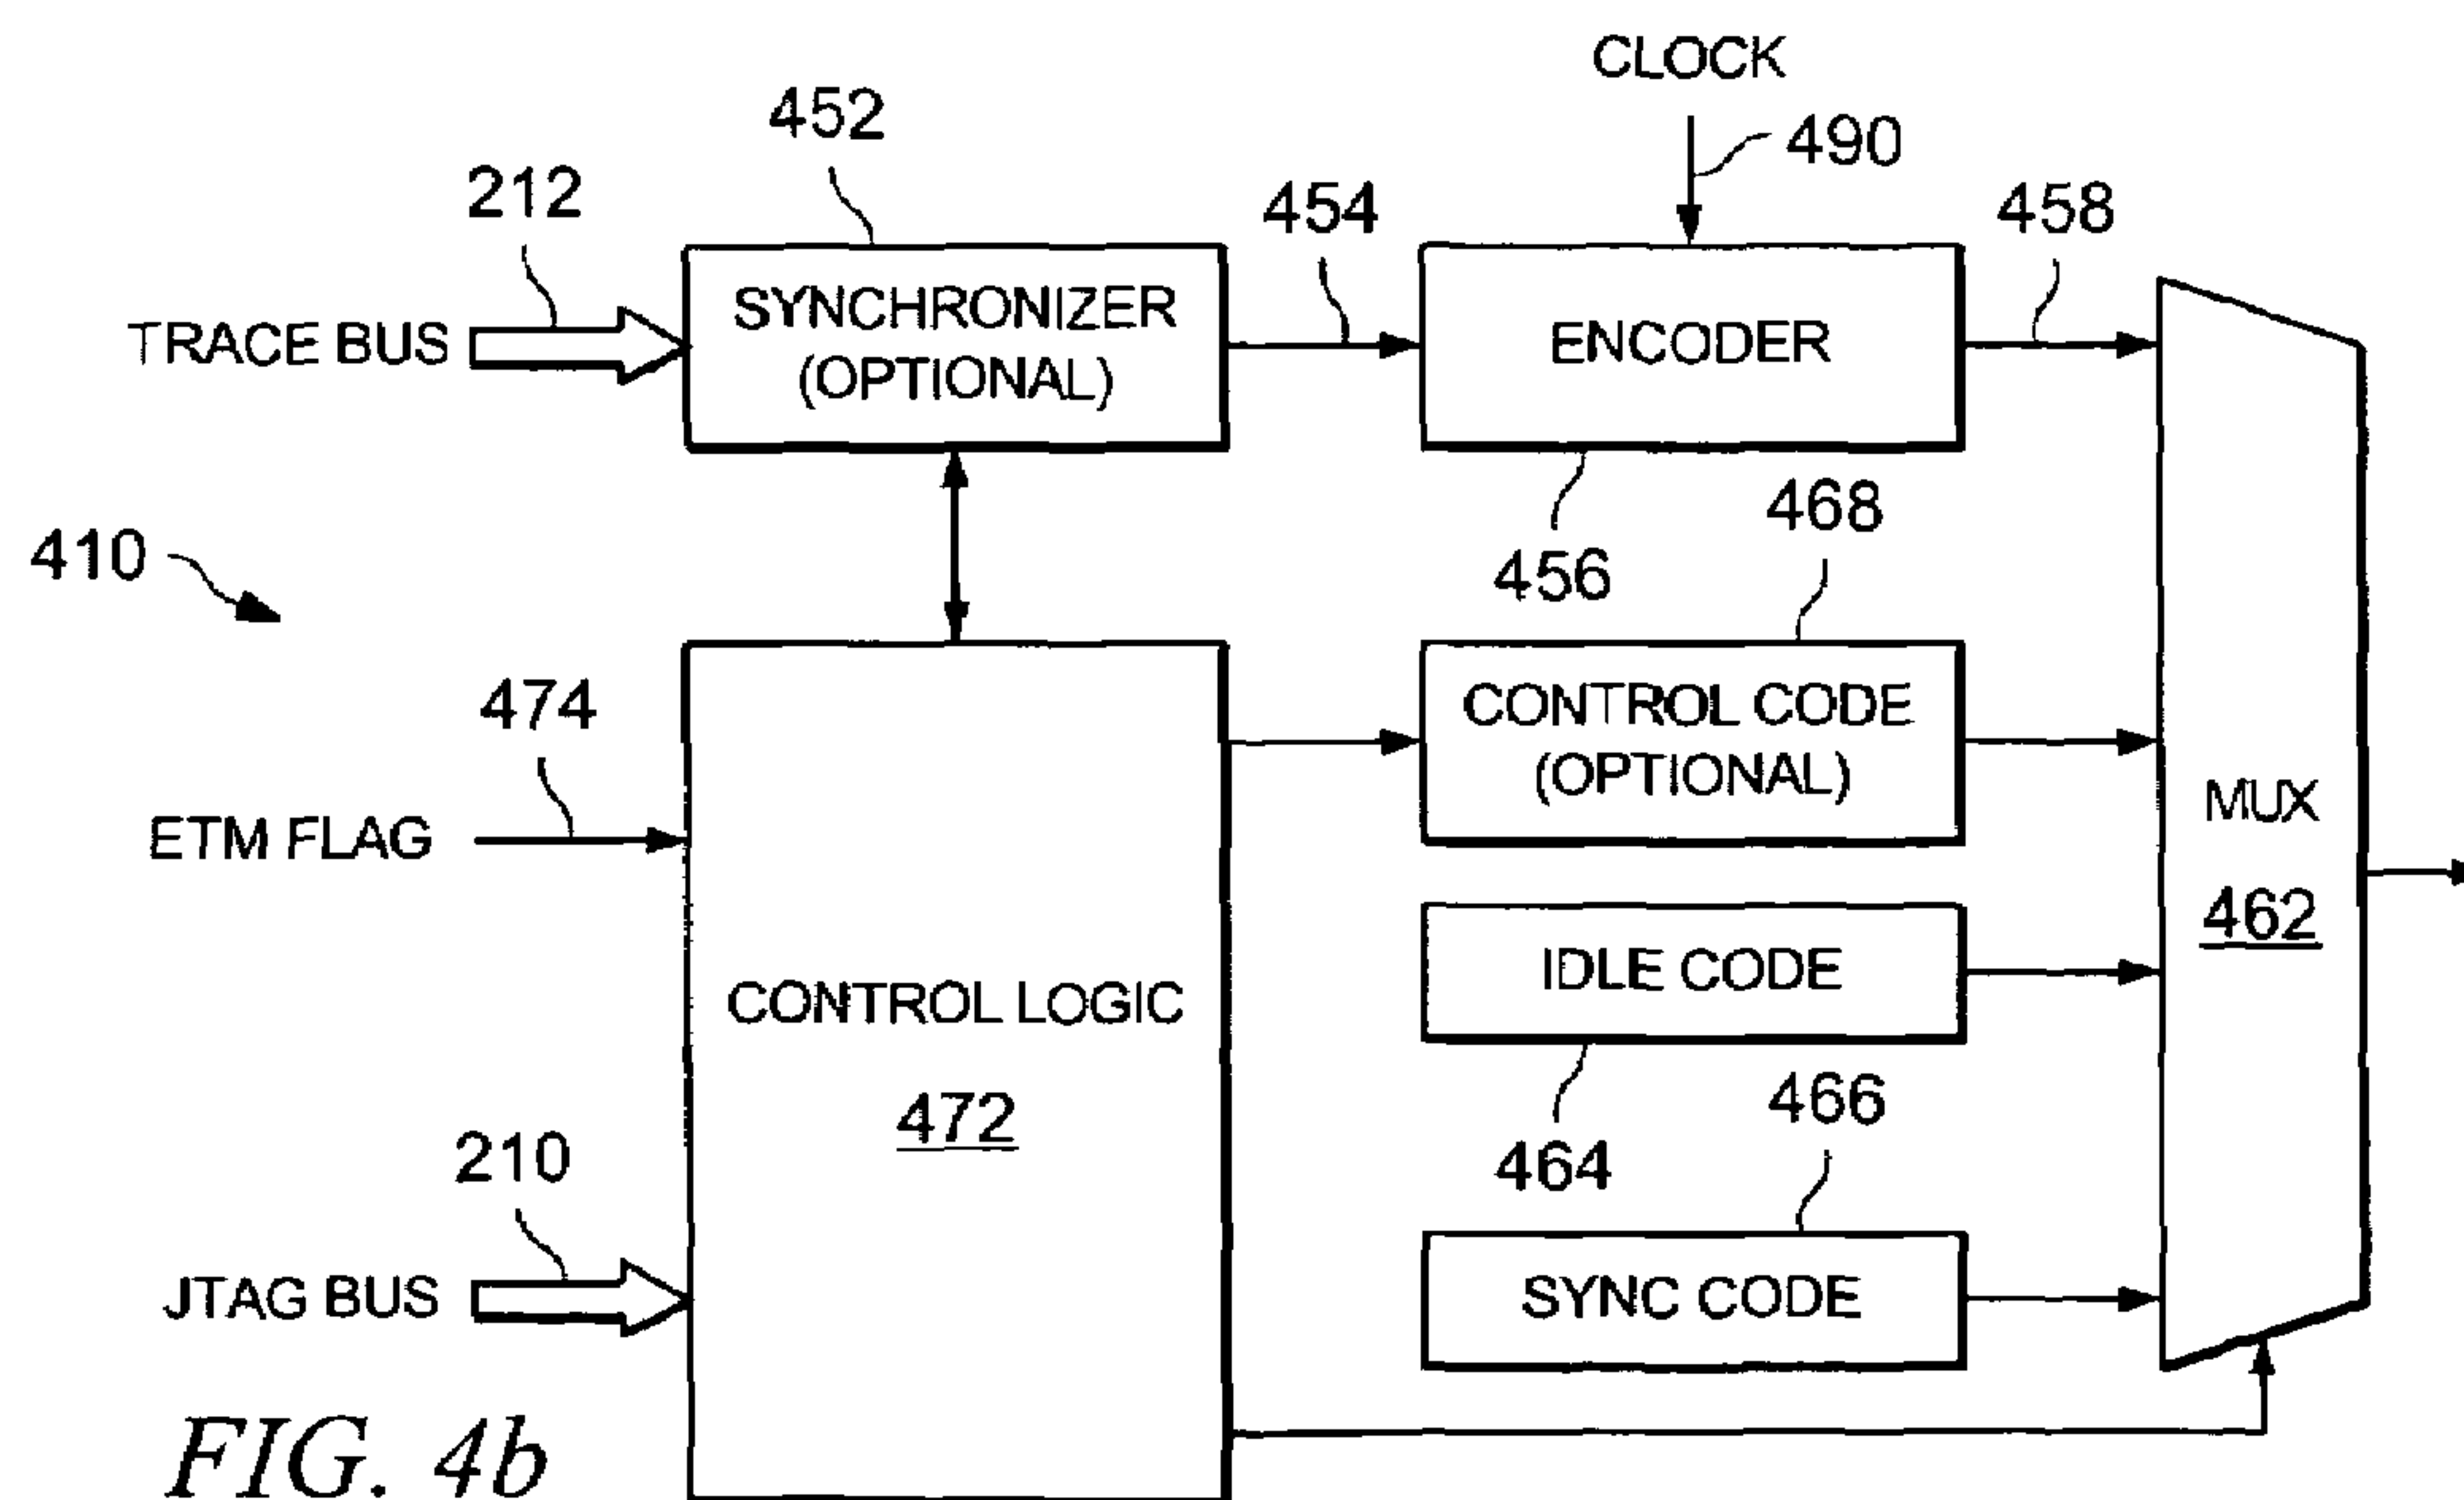 CLOCK
490
452
212
454
458
TRACE BUS
SYNCHRONIZER
(OPTIONAL)
ENCODER
468
456
410
474
CONTROL CODE
(OPTIONAL)
MUX
462
ETM FLAG
IDLE CODE
CONTROL LOGIC
472
464
466
210
JTAG BUS
SYNC CODE
FIG. 4b